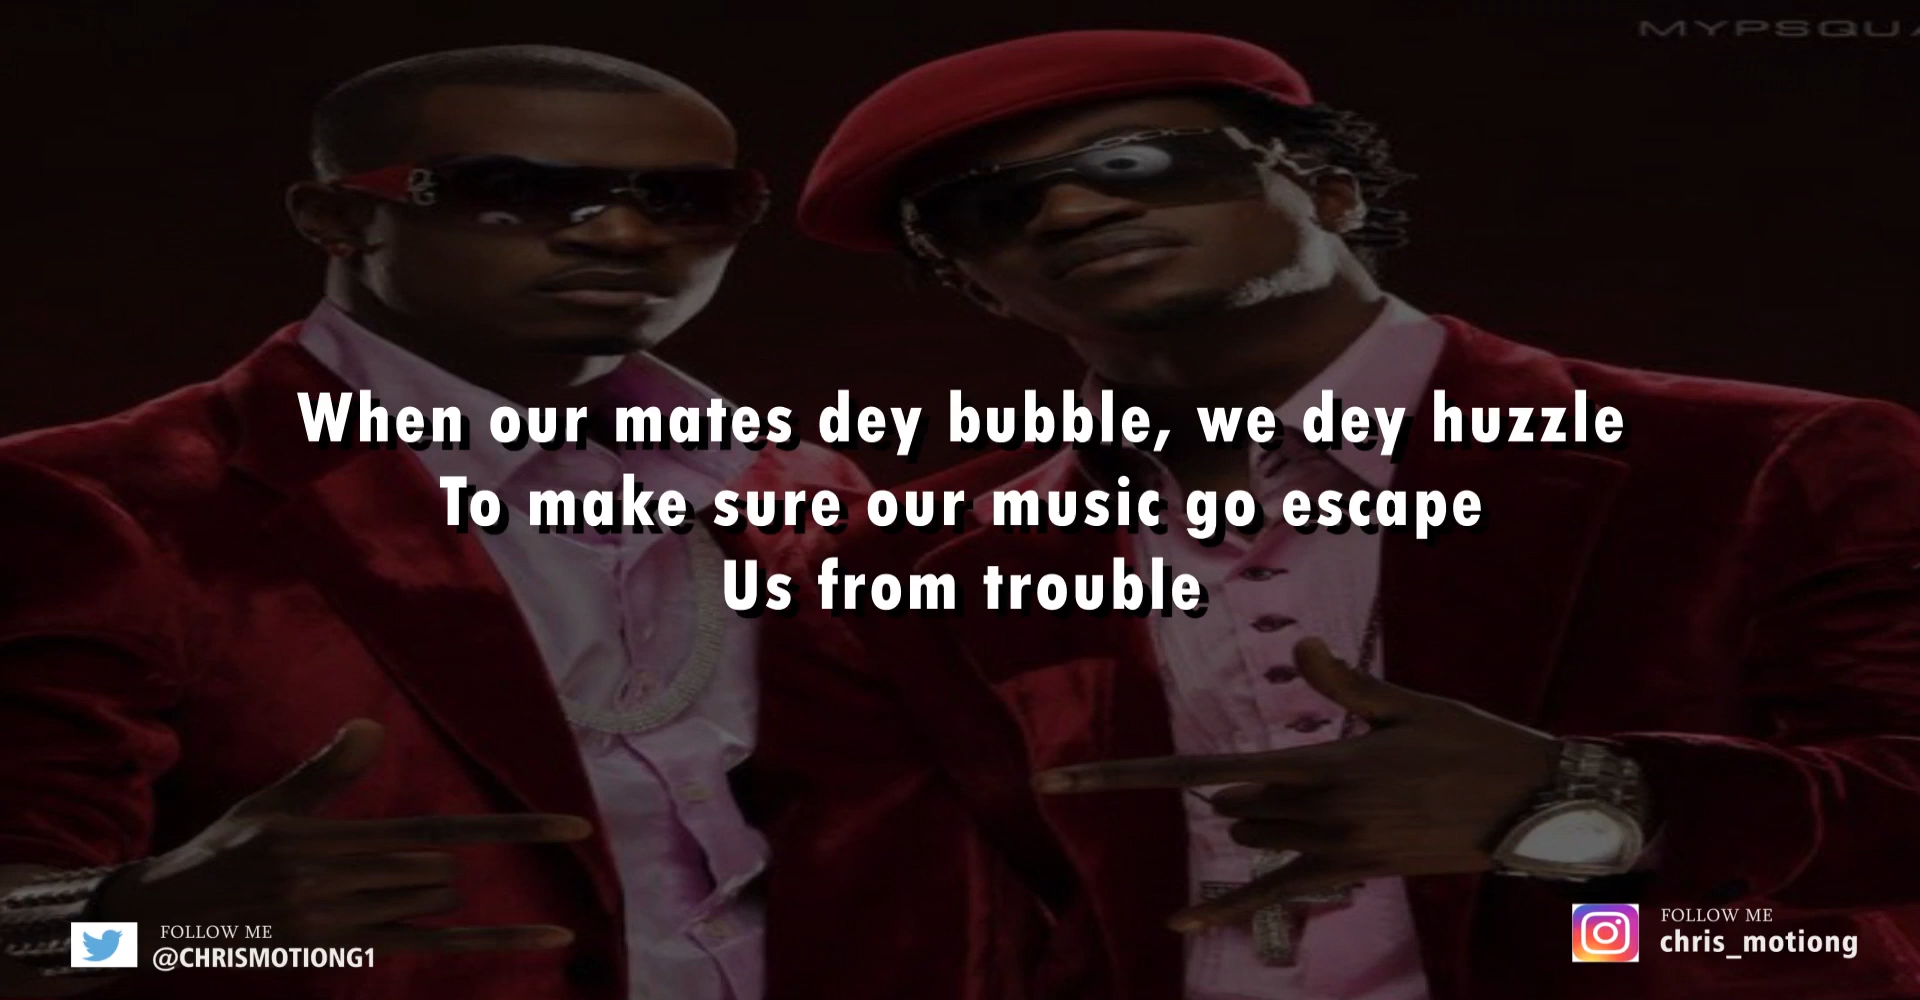 MYPSQUA
When our mates dey bubble, we dey huzzle
To make sure our music go escape
Us from trouble
FOLLOW ME
@CHRISMOTIONG1
FOLLOW ME
chris_motiong